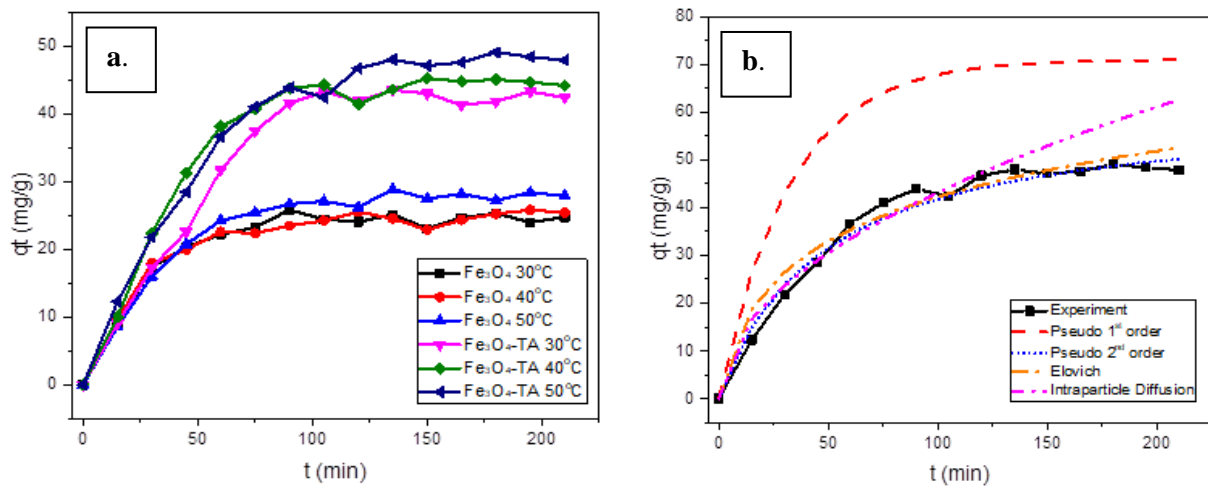 a.
qt (mg/g)
50
40
30
20
10
0
Fe₃O₄ 30°C
Fe₃O₄ 40°C
Fe₃O₄ 50°C
Fe₃O₄-TA 30°C
Fe₃O₄-TA 40°C
Fe₃O₄-TA 50°C
0 50 100 150 200
t (min)
b.
qt (mg/g)
80
70
60
50
40
30
20
10
0
Experiment
Pseudo 1st order
Pseudo 2nd order
Elovich
Intraparticle Diffusion
0 50 100 150 200
t (min)